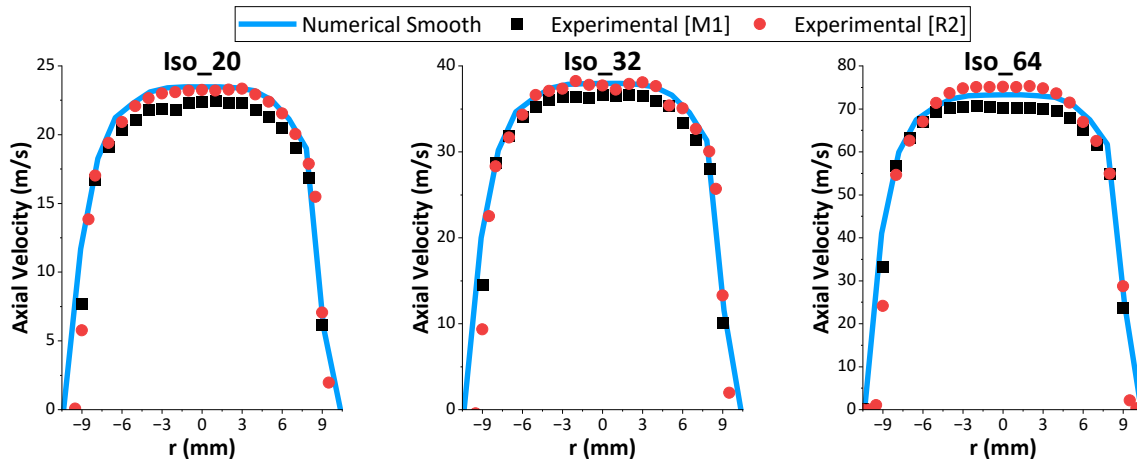 Numerical Smooth Experimental [M1] Experimental [R2]
Iso_20 Iso_32 Iso_64
Axial Velocity (m/s)
25
20
15
10
5
0
−9 −6 −3 0 3 6 9
r (mm)
Axial Velocity (m/s)
40
30
20
10
0
−9 −6 −3 0 3 6 9
r (mm)
Axial Velocity (m/s)
80
70
60
50
40
30
20
10
0
−9 −6 −3 0 3 6 9
r (mm)